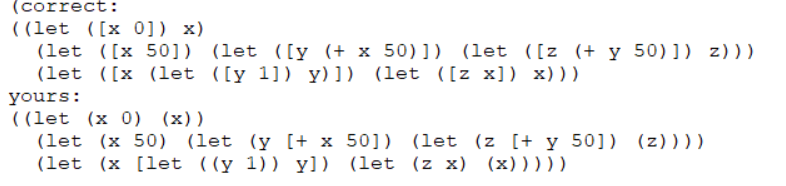 (correct:
((let ([x 0]) x)
(let ([x 50]) (let ([y (+ x 50)]) (let ([z (+ y 50)]) z)))
(let ([x (let ([y 1]) y)]) (let ([z x]) x)))
yours:
((let (x 0) (x))
(let (x 50) (let (y [+ x 50]) (let (z [+ y 50]) (z))))
(let (x [let ((y 1)) y]) (let (z x) (x)))))